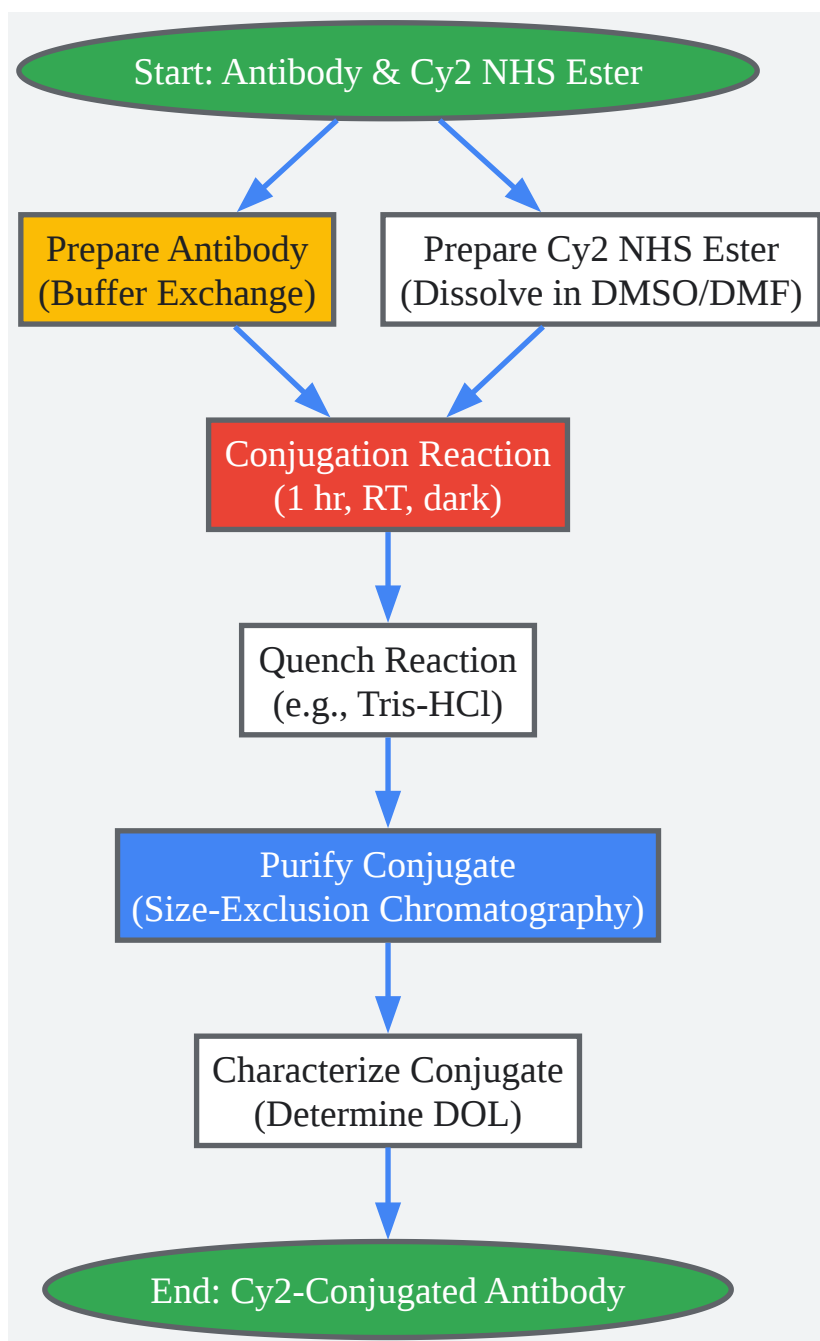 Start: Antibody & Cy2 NHS Ester
Prepare Antibody
(Buffer Exchange)
Prepare Cy2 NHS Ester
(Dissolve in DMSO/DMF)
Conjugation Reaction
(1 hr, RT, dark)
Quench Reaction
(e.g., Tris-HCl)
Purify Conjugate
(Size-Exclusion Chromatography)
Characterize Conjugate
(Determine DOL)
End: Cy2-Conjugated Antibody